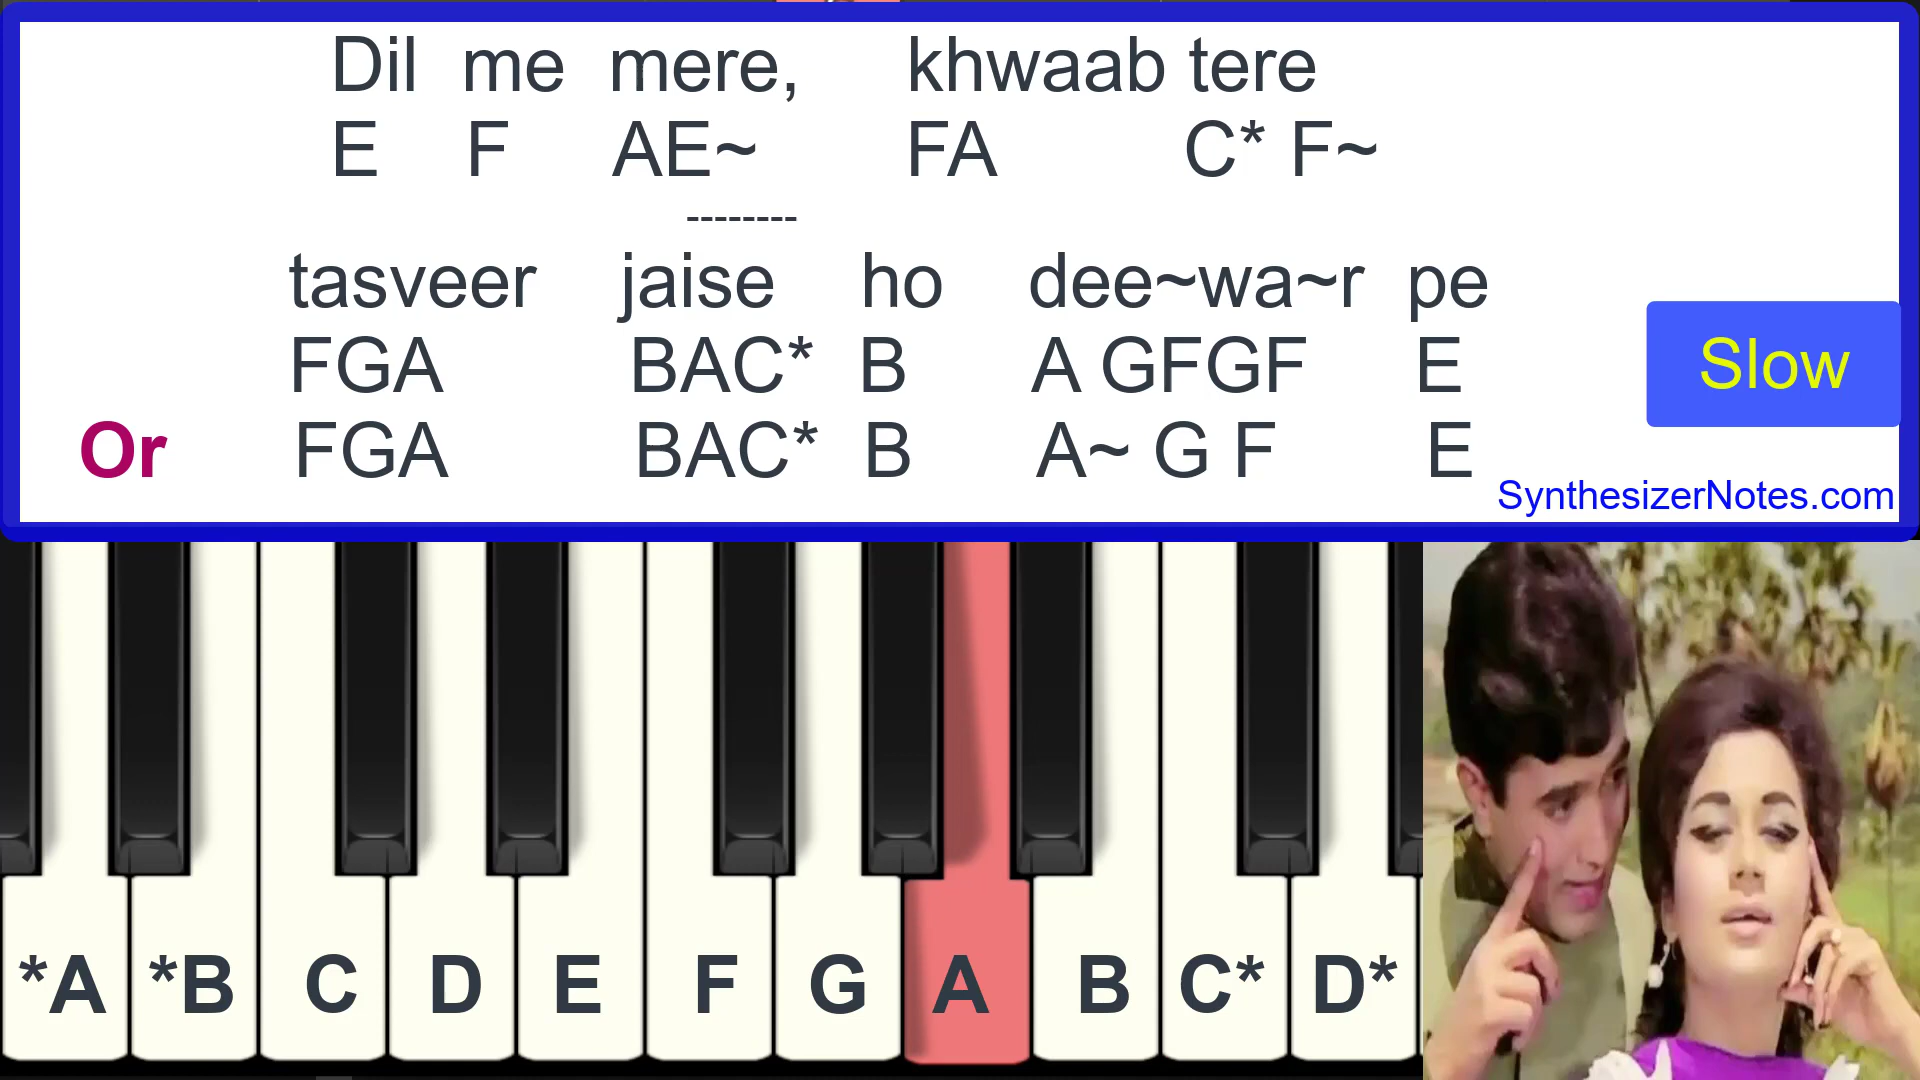 Dil me mere, khwaab tere
E F AE~ FA C* F~
--------
tasveer jaise ho dee~wa~r pe
FGA BAC* B A GFGF E
Slow
Or FGA BAC* B A~ G F E
SynthesizerNotes.com
*A *B C D E F G A B C* D*